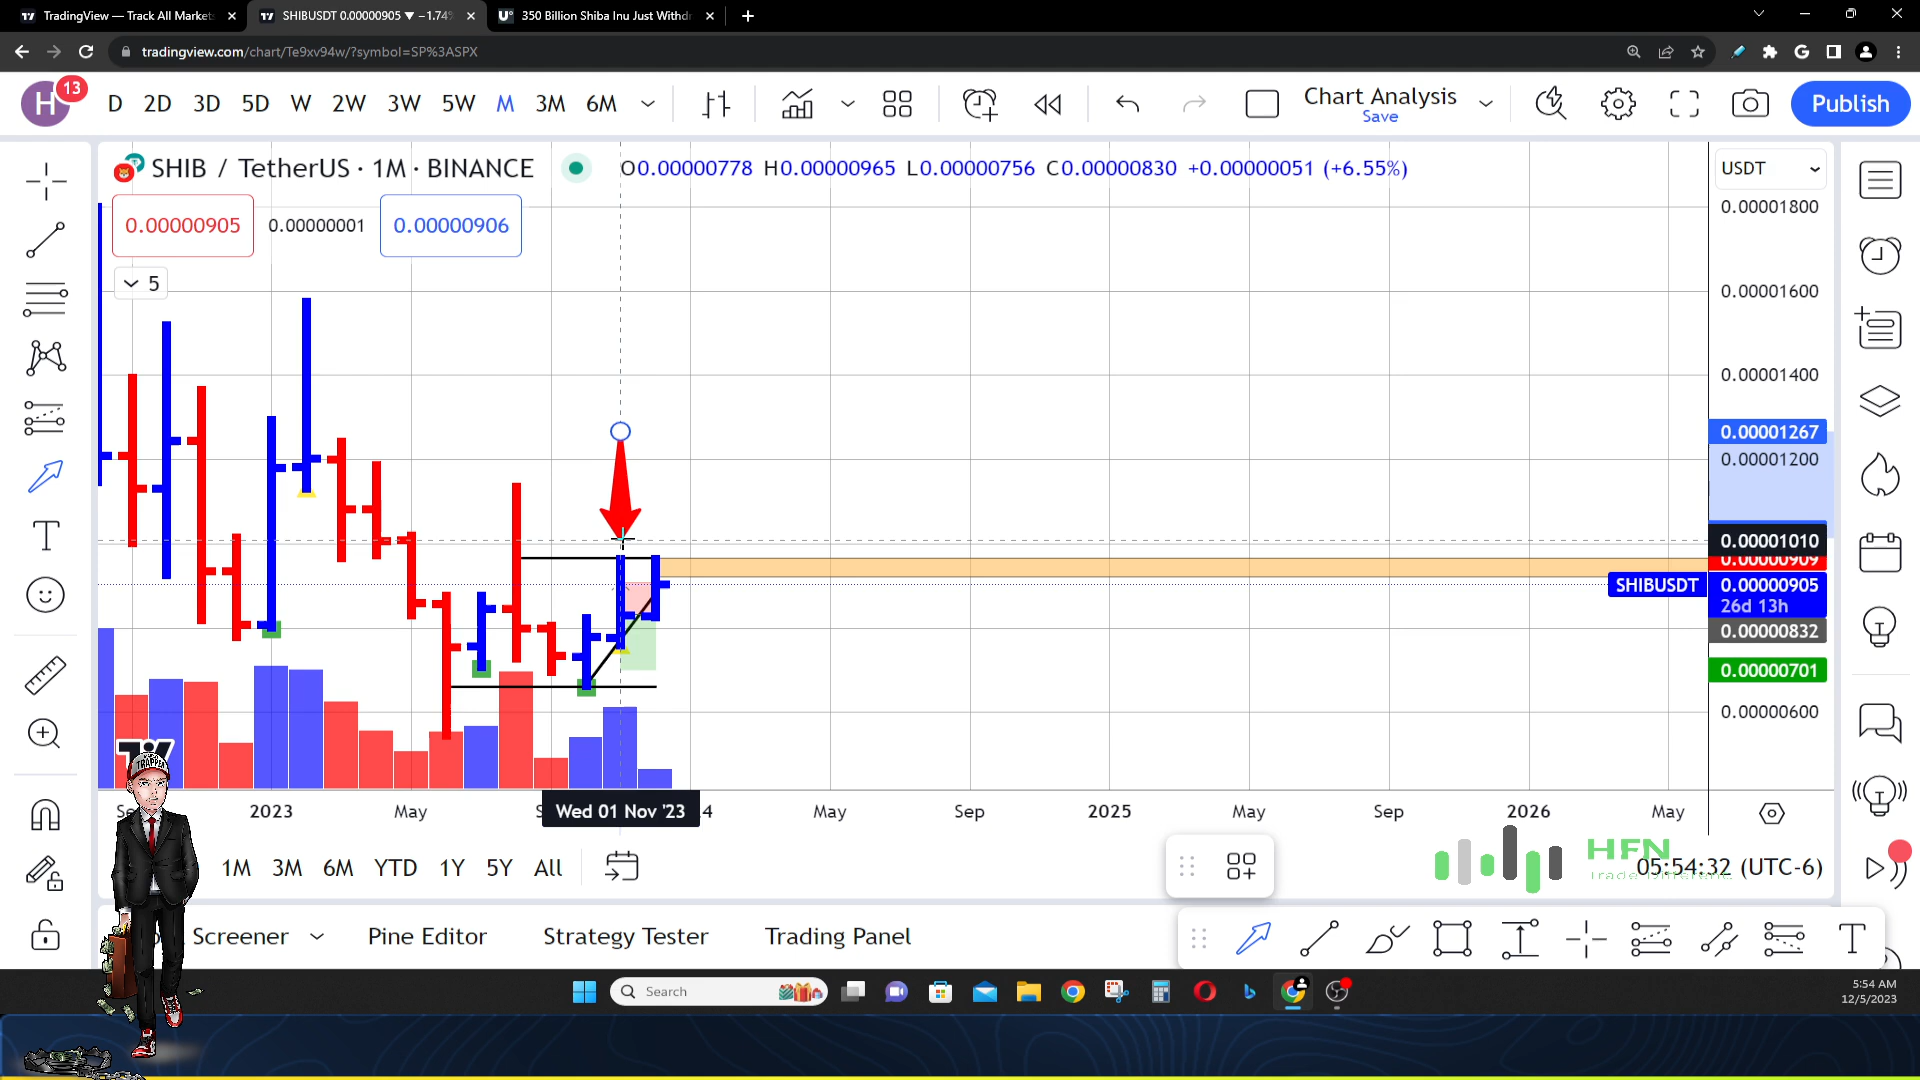 TradingView — Track All Market
SHIBUSDT 0.00000905 ▼ −1.74%
350 Billion Shiba Inu Just Withdr
tradingview.com/chart/Te9xv94w/?symbol=SP%3ASPX
H 13 D 2D 3D 5D W 2W 3W 5W M 3M 6M Chart Analysis Publish
Save
SHIB / TetherUS · 1M · BINANCE O0.00000778 H0.00000965 L0.00000756 C0.00000830 +0.00000051 (+6.55%) USDT
0.00001800
0.00000905 0.00000001 0.00000906
5
0.00001600
0.00001400
0.00001267
0.00001200
0.00001010
0.00000909
SHIBUSDT 0.00000905
26d 13h
0.00000832
0.00000701
0.00000600
TRAPPER
2023 May Wed 01 Nov '23 4 May Sep 2025 May Sep 2026 May
1M 3M 6M YTD 1Y 5Y All
HFN
05:54:32 (UTC-6)
Screener Pine Editor Strategy Tester Trading Panel
Search
5:54 AM
12/5/2023